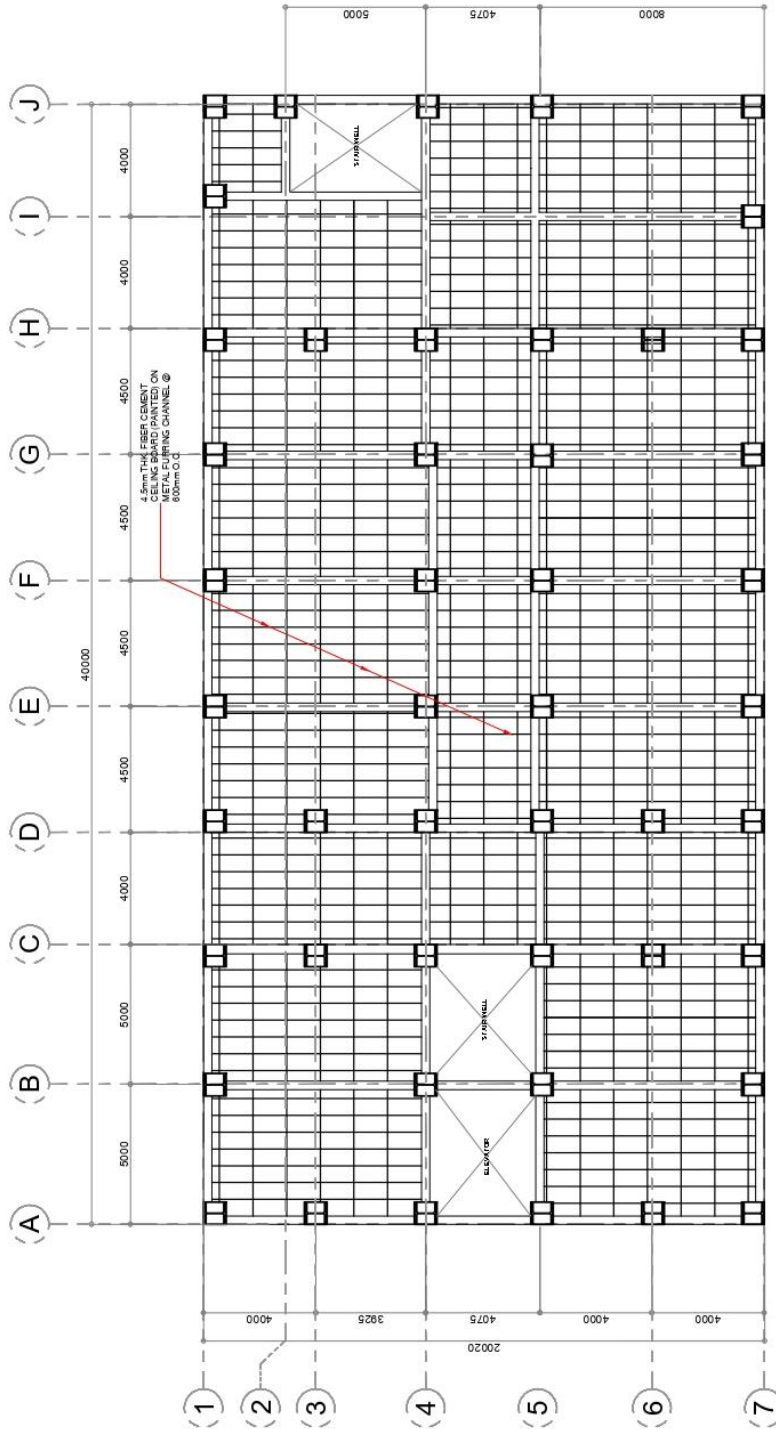 J
I
H
G
F
E
D
C
B
A
40000
4000
4000
4500
4500
4500
4500
4000
5000
5000
5000
4075
8000
4.5mm THK. FIBER CEMENT
CEILING BOARD (PAINTED) ON
METAL FURRING CHANNEL @
600mm O.C.
STAIRWELL
STAIRWELL
ELEVATOR
4000
3925
4075
4000
4000
20020
1
2
3
4
5
6
7